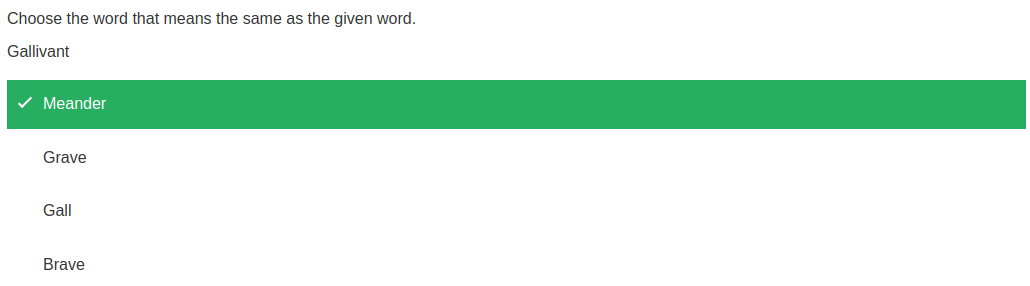 Choose the word that means the same as the given word.
Gallivant
Meander
Grave
Gall
Brave